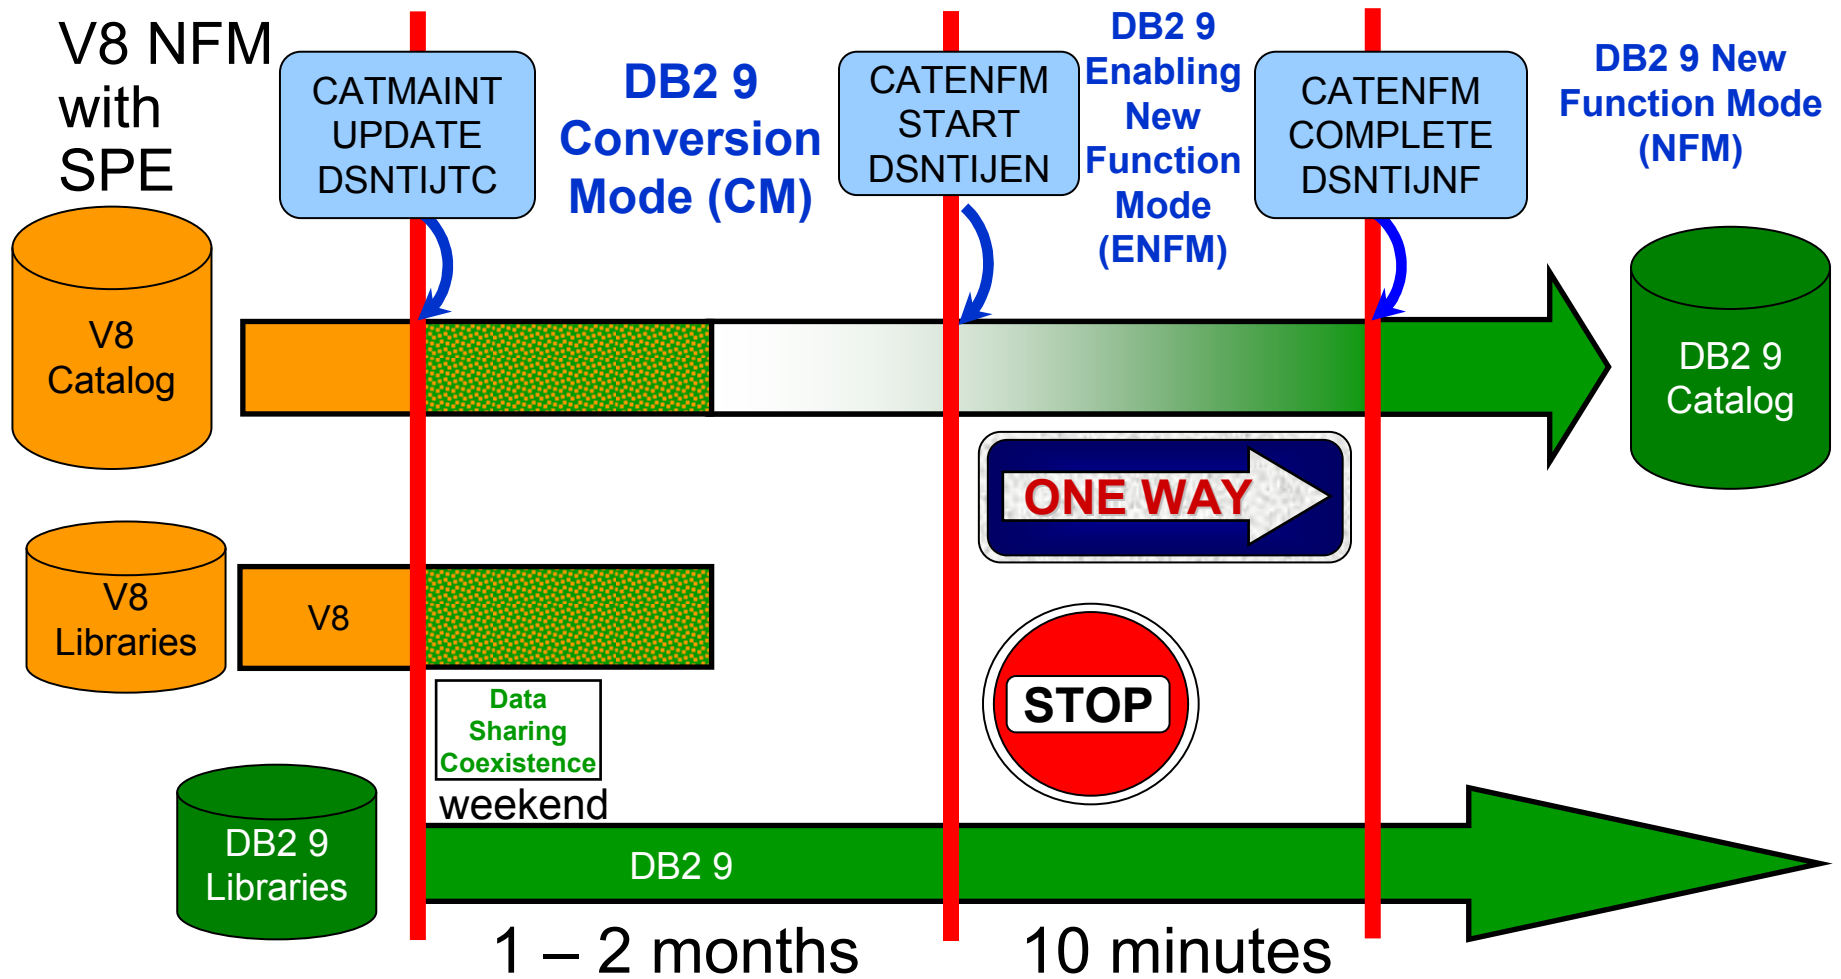 V8 NFM
with
SPE
CATMAINT
UPDATE
DSNTIJTC
DB2 9
Conversion
Mode (CM)
CATENFM
START
DSNTIJEN
DB2 9
Enabling
New
Function
Mode
(ENFM)
CATENFM
COMPLETE
DSNTIJNF
DB2 9 New
Function Mode
(NFM)
V8
Catalog
DB2 9
Catalog
ONE WAY
V8
Libraries
V8
STOP
Data
Sharing
Coexistence
weekend
DB2 9
Libraries
DB2 9
1 – 2 months
10 minutes